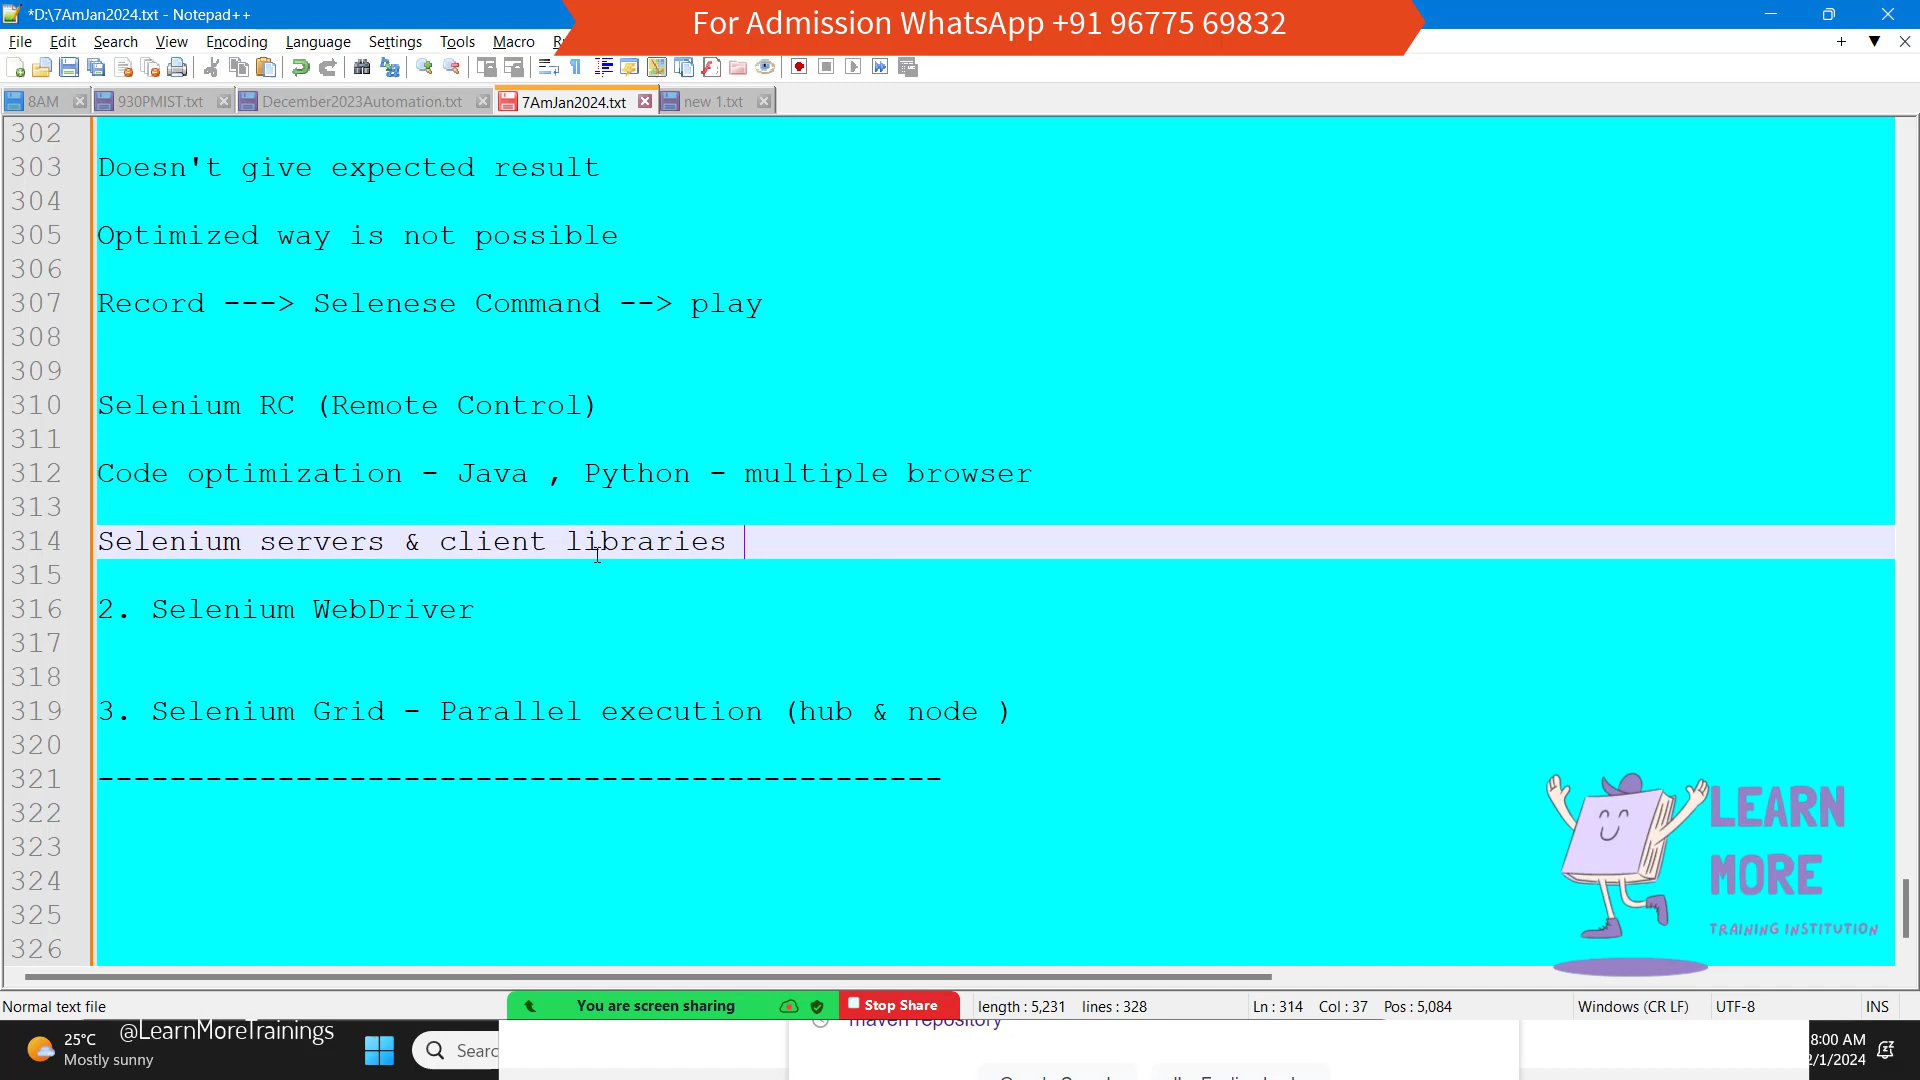 *D:\7AmJan2024.txt - Notepad++
For Admission WhatsApp +91 96775 69832
File Edit Search View Encoding Language Settings Tools Macro
8AM 930PMIST.txt December2023Automation.txt 7AmJan2024.txt new 1.txt
302
303 Doesn't give expected result
304
305 Optimized way is not possible
306
307 Record ---> Selenese Command --> play
308
309
310 Selenium RC (Remote Control)
311
312 Code optimization - Java , Python - multiple browser
313
314 Selenium servers & client libraries
315
316 2. Selenium WebDriver
317
318
319 3. Selenium Grid - Parallel execution (hub & node )
320
321 -----------------------------------------------
322
323
324
325
326
LEARN
MORE
TRAINING INSTITUTION
Normal text file You are screen sharing Stop Share length : 5,231 lines : 328 Ln : 314 Col : 37 Pos : 5,084 Windows (CR LF) UTF-8 INS
maven repository
25°C
Mostly sunny
@LearnMoreTrainings
Searc
8:00 AM
2/1/2024